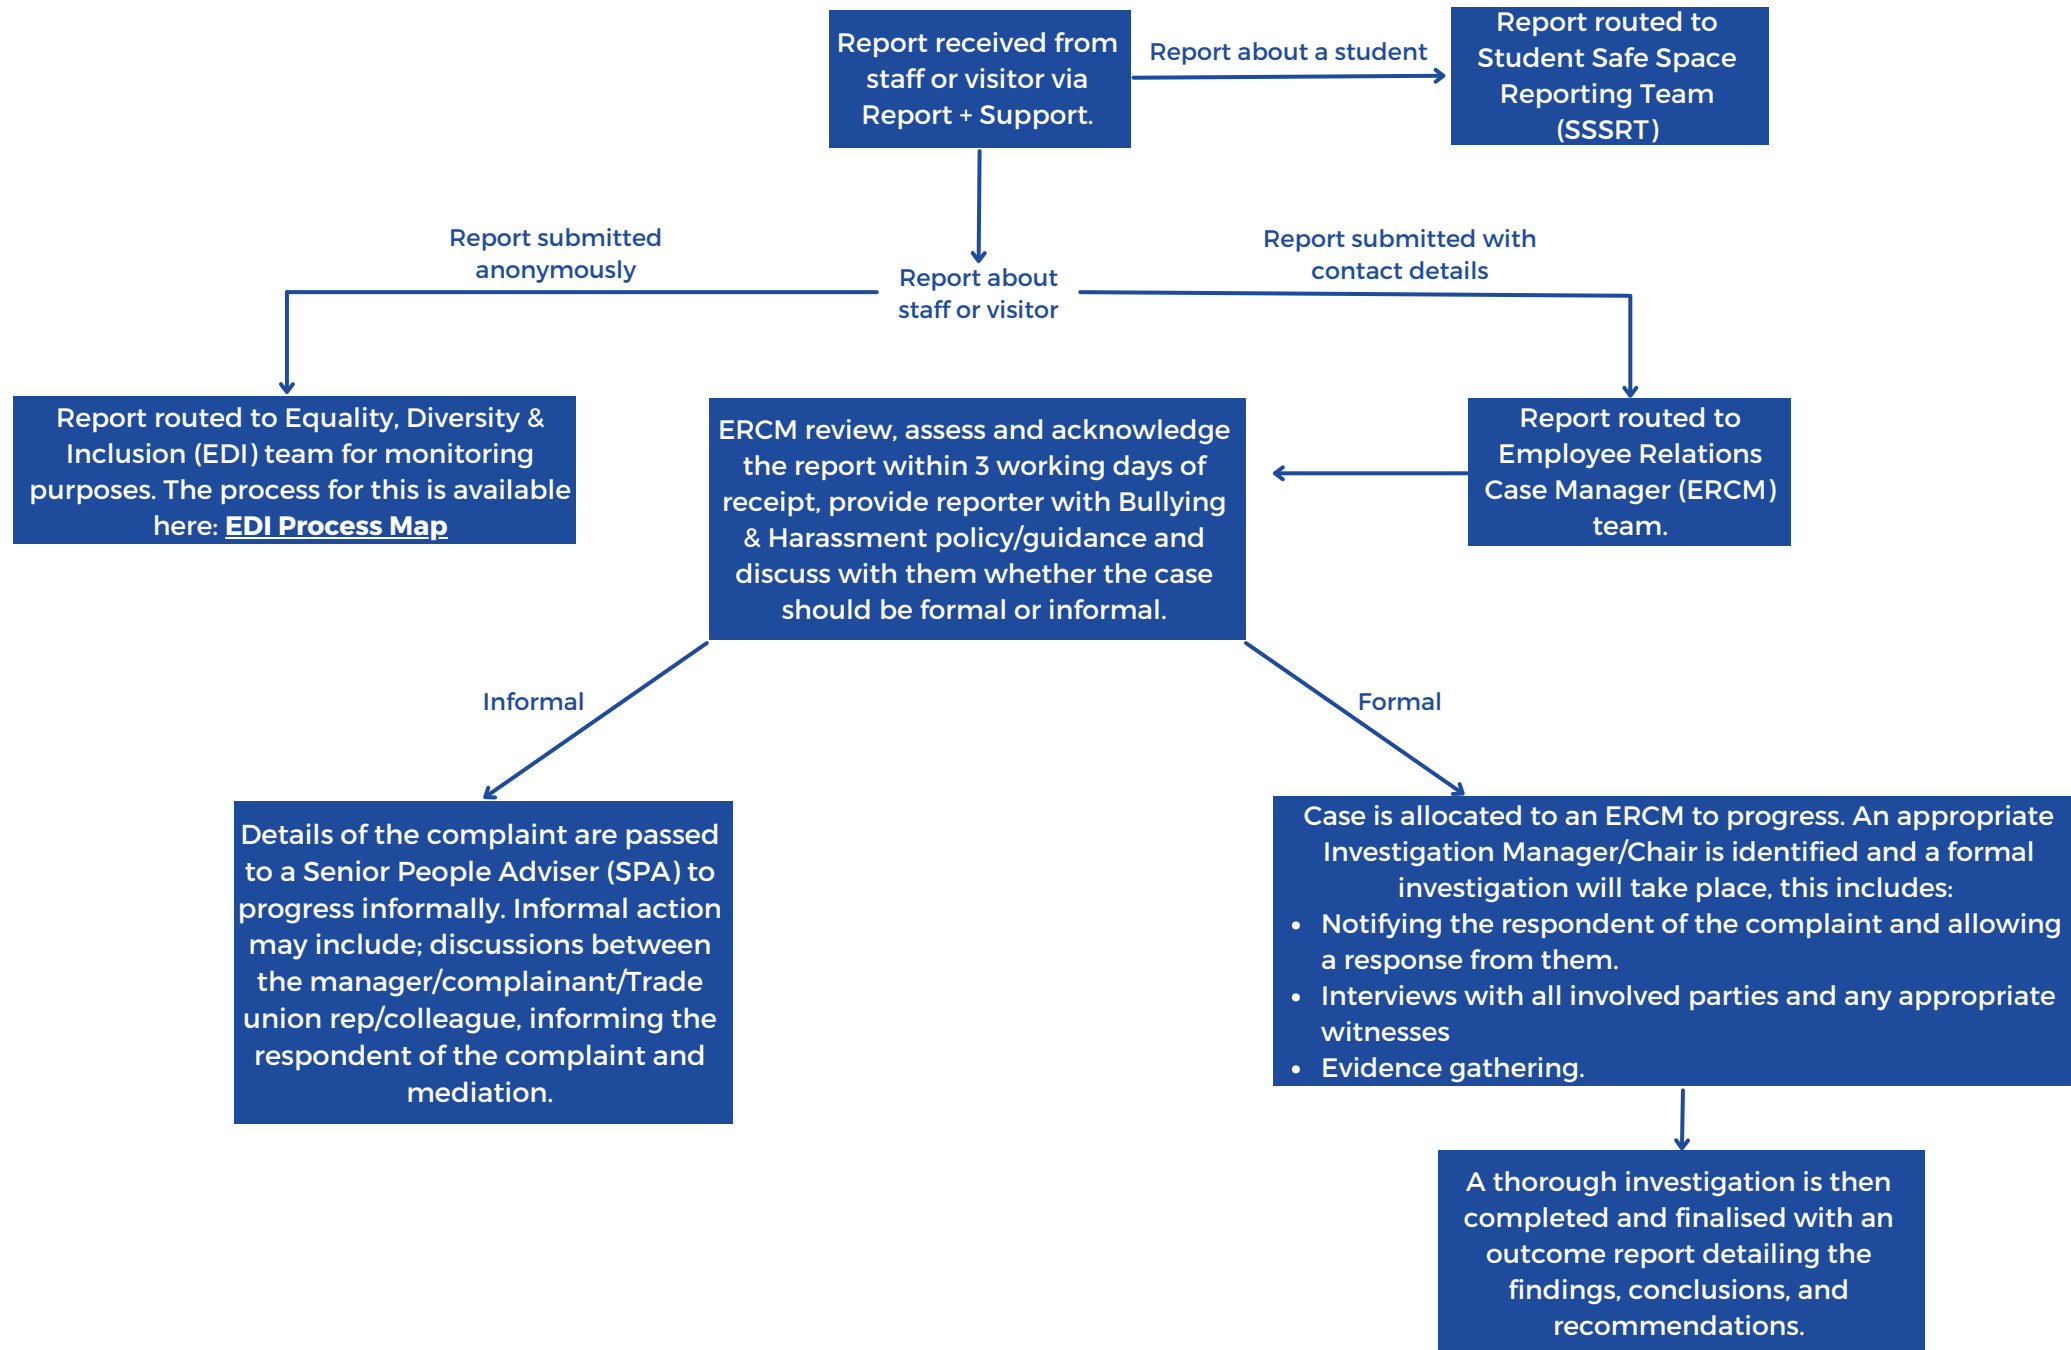 Report received from
staff or visitor via
Report + Support.
Report about a student
Report routed to
Student Safe Space
Reporting Team
(SSSRT)
Report submitted
anonymously
Report about
staff or visitor
Report submitted with
contact details
Report routed to Equality, Diversity &
Inclusion (EDI) team for monitoring
purposes. The process for this is available
here: EDI Process Map
ERCM review, assess and acknowledge
the report within 3 working days of
receipt, provide reporter with Bullying
& Harassment policy/guidance and
discuss with them whether the case
should be formal or informal.
Report routed to
Employee Relations
Case Manager (ERCM)
team.
Informal
Formal
Details of the complaint are passed
to a Senior People Adviser (SPA) to
progress informally. Informal action
may include; discussions between
the manager/complainant/Trade
union rep/colleague, informing the
respondent of the complaint and
mediation.
Case is allocated to an ERCM to progress. An appropriate
Investigation Manager/Chair is identified and a formal
investigation will take place, this includes:
• Notifying the respondent of the complaint and allowing
a response from them.
• Interviews with all involved parties and any appropriate
witnesses
• Evidence gathering.
A thorough investigation is then
completed and finalised with an
outcome report detailing the
findings, conclusions, and
recommendations.